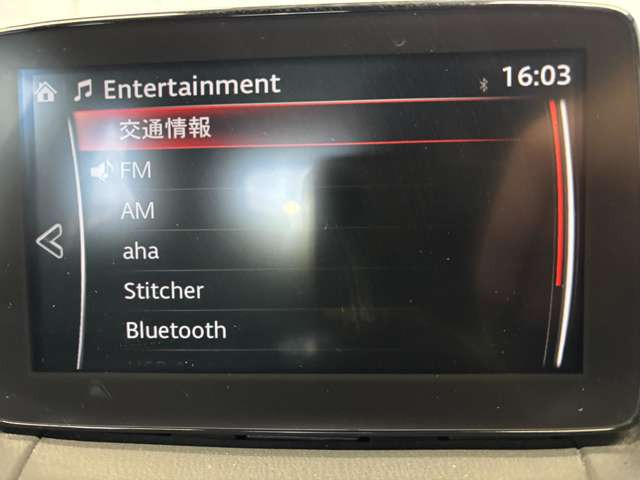 Entertainment 16:03
交通情報
FM
AM
aha
Stitcher
Bluetooth